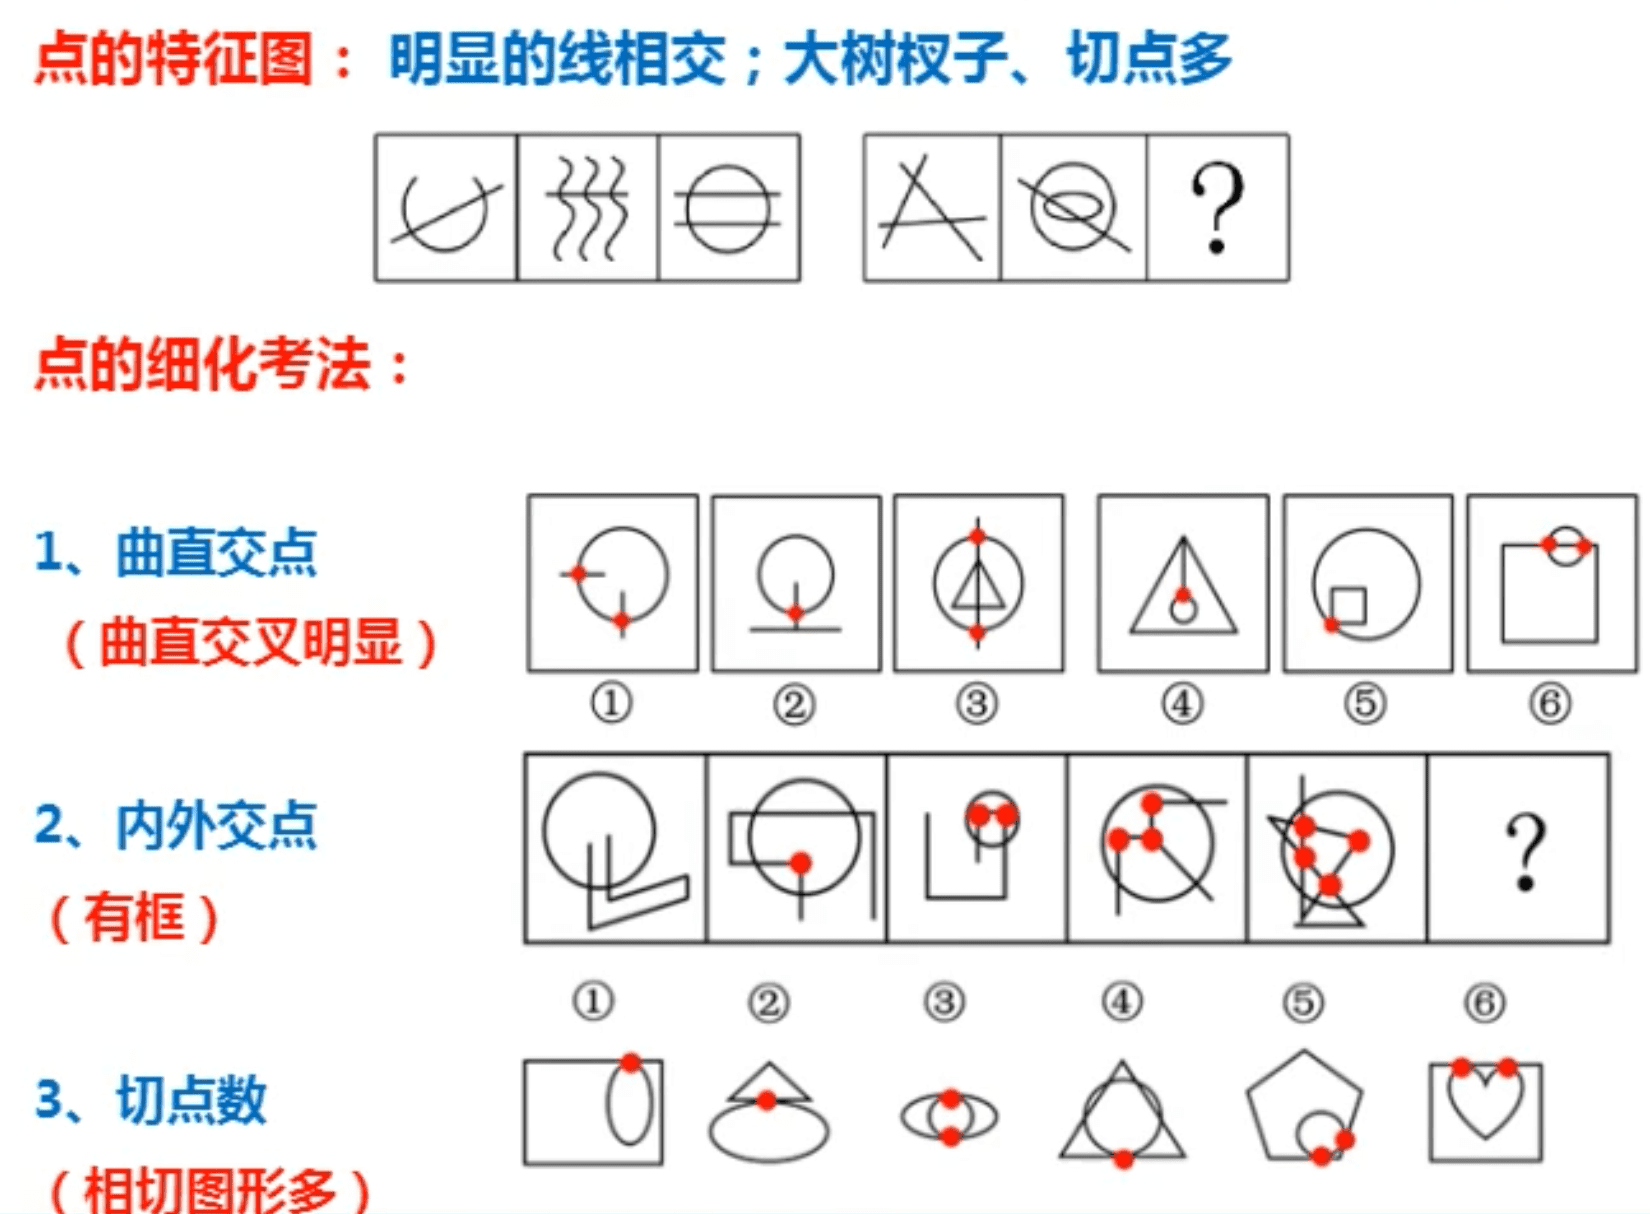 点的特征图：明显的线相交；大树杈子、切点多
?
点的细化考法：
1、曲直交点
（曲直交叉明显）
① ② ③ ④ ⑤ ⑥
2、内外交点
（有框）
?
① ② ③ ④ ⑤ ⑥
3、切点数
（相切图形多）